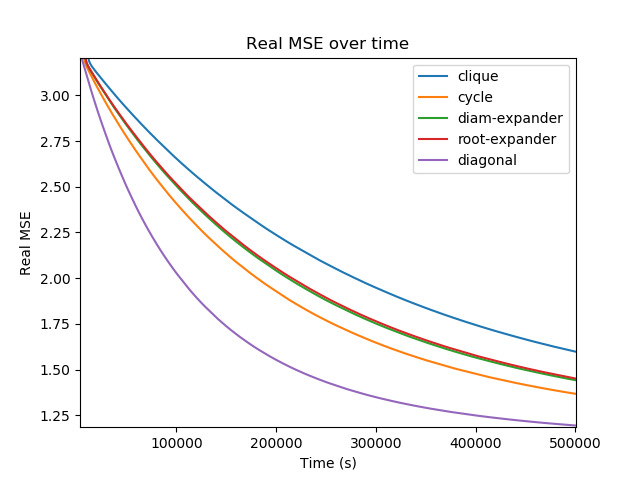 Real MSE over time
Real MSE
3.00
2.75
2.50
2.25
2.00
1.75
1.50
1.25
clique
cycle
diam-expander
root-expander
diagonal
100000 200000 300000 400000 500000
Time (s)